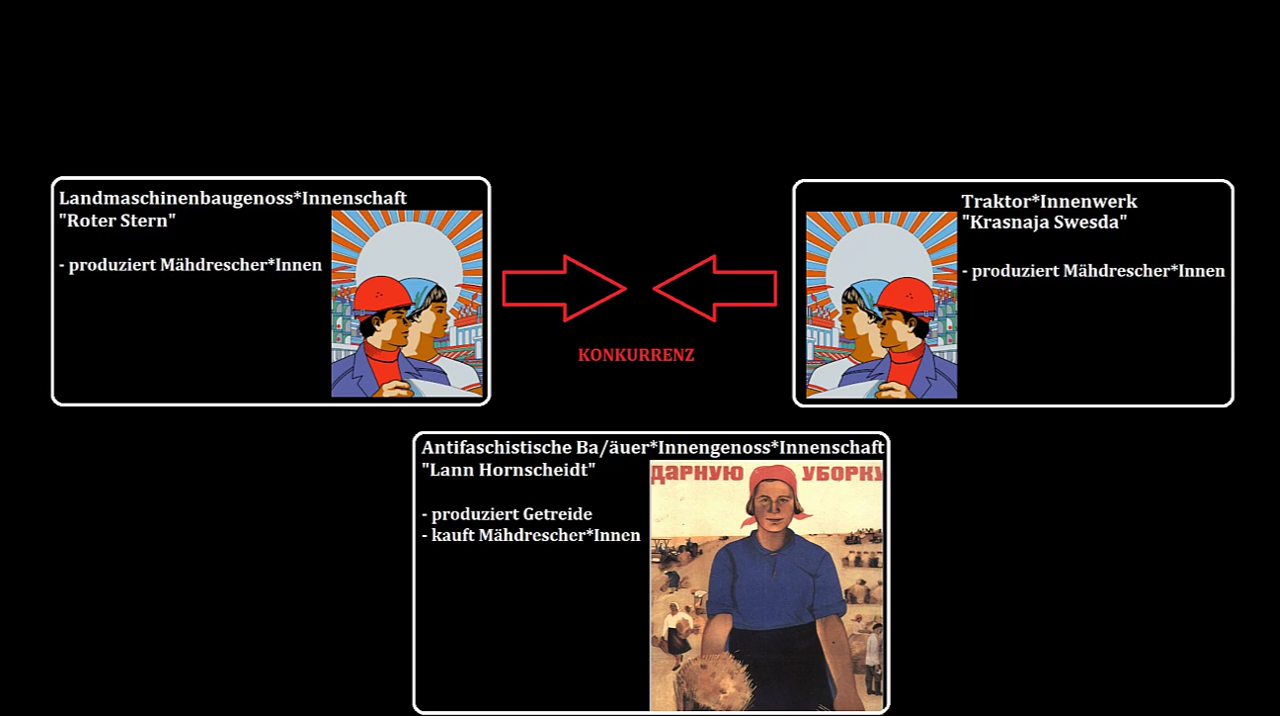 Landmaschinenbaugenoss*Innenschaft
"Roter Stern"
- produziert Mähdrescher*Innen
Traktor*Innenwerk
"Krasnaja Swesda"
- produziert Mähdrescher*Innen
KONKURRENZ
Antifaschistische Ba/äuer*Innengenoss*Innenschaft
"Lann Hornscheidt"
- produziert Getreide
- kauft Mähdrescher*Innen
ДАРНУЮ УБОРКУ